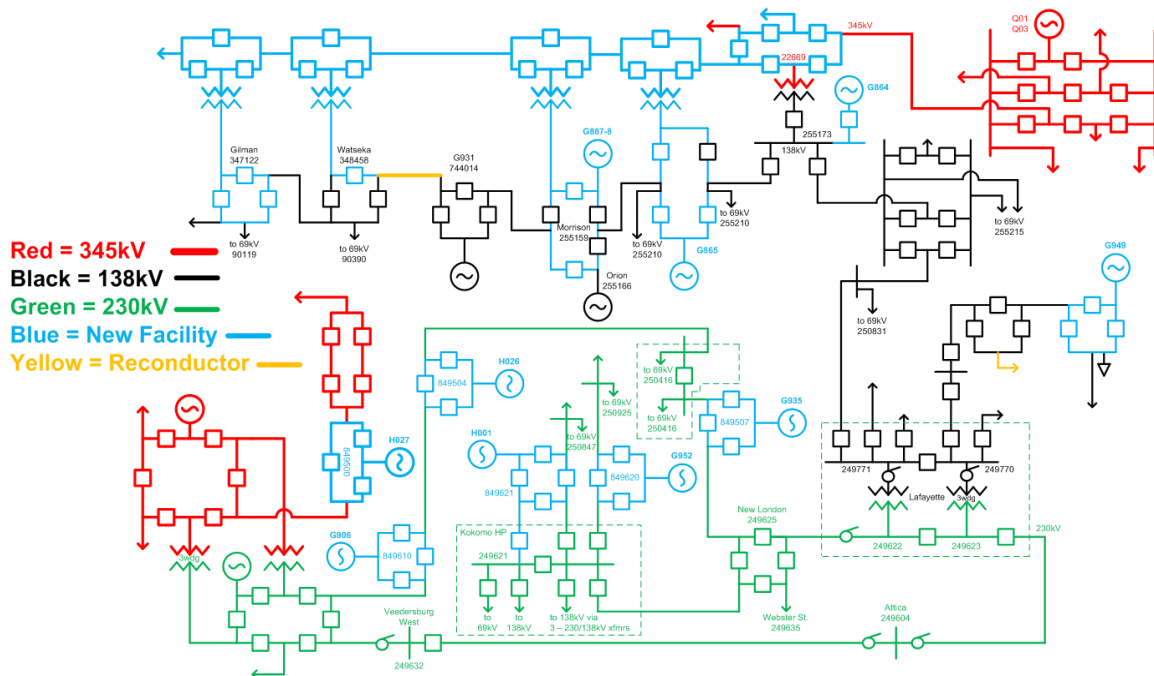 345kV
Q01
Q03
22669
G864
255173
138kV
G887-8
Gilman
347122
Watseka
348458
G931
744014
Morrison
255159
to 69kV
90119
to 69kV
90390
to 69kV
255210
to 69kV
255210
G865
Orion
255166
to 69kV
255215
G949
to 69kV
255831
Red = 345kV
Black = 138kV
Green = 230kV
Blue = New Facility
Yellow = Reconductor
H026
849504
to 69kV
250416
to 69kV
250416
to 69kV
250925
to 69kV
250847
849507
G935
H027
849500
H001
849621
849620
G952
249771
249770
Lafayette
3wdg
230kV
249622
249623
New London
249625
Kokomo HP
249621
G906
849610
3wdg
to
69kV
to
138kV
to 138kV via
3 – 230/138kV xfmrs
Webster St.
249635
Veedersburg
West
249632
Attica
249604